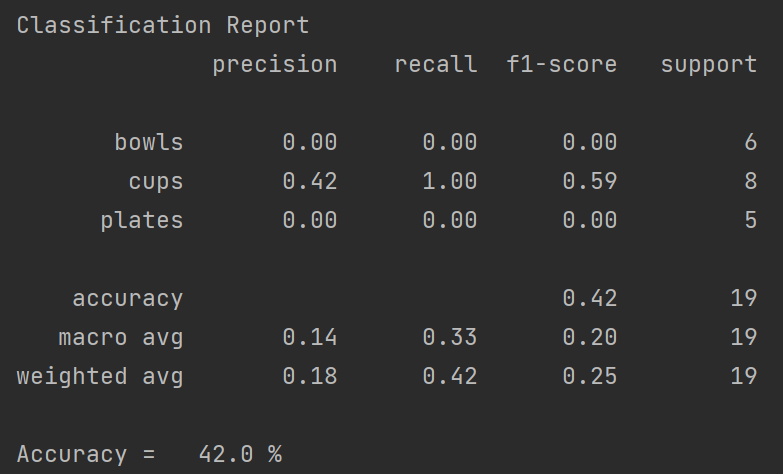 Classification Report
precision recall f1-score support
bowls 0.00 0.00 0.00 6
cups 0.42 1.00 0.59 8
plates 0.00 0.00 0.00 5
accuracy 0.42 19
macro avg 0.14 0.33 0.20 19
weighted avg 0.18 0.42 0.25 19
Accuracy = 42.0 %